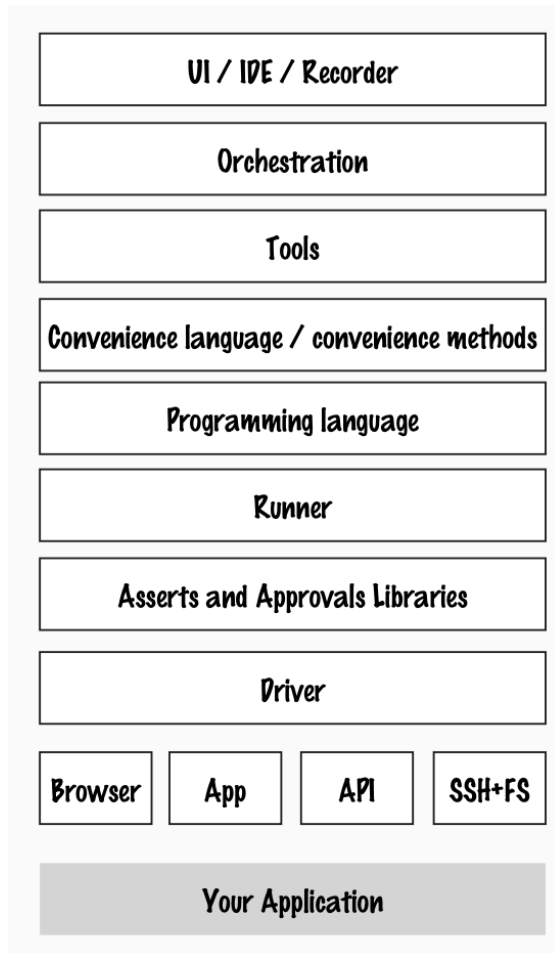 UI / IDE / Recorder
Orchestration
Tools
Convenience language / convenience methods
Programming language
Runner
Asserts and Approvals Libraries
Driver
Browser
App
API
SSH+FS
Your Application